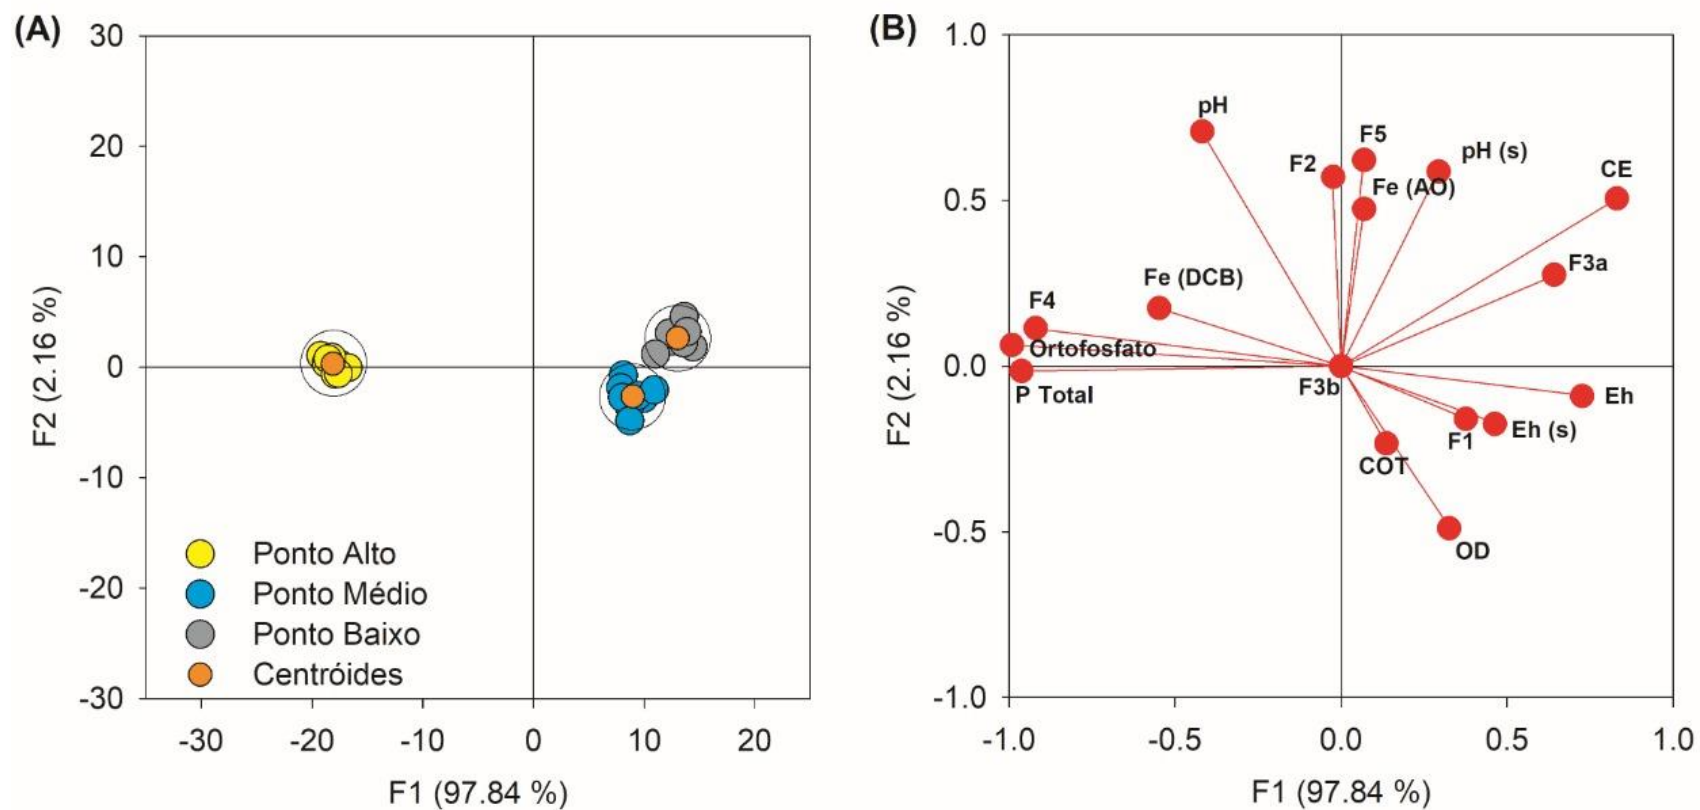 (A)
30
20
10
0
-10
-20
-30
F2 (2.16 %)
Ponto Alto
Ponto Médio
Ponto Baixo
Centróides
-30 -20 -10 0 10 20
F1 (97.84 %)
(B)
1.0
0.5
0.0
-0.5
-1.0
F2 (2.16 %)
pH
F5
F2
pH (s)
Fe (AO)
CE
F3a
Fe (DCB)
F4
Ortofosfato
P Total
F3b
Eh
F1
Eh (s)
COT
OD
-1.0 -0.5 0.0 0.5 1.0
F1 (97.84 %)